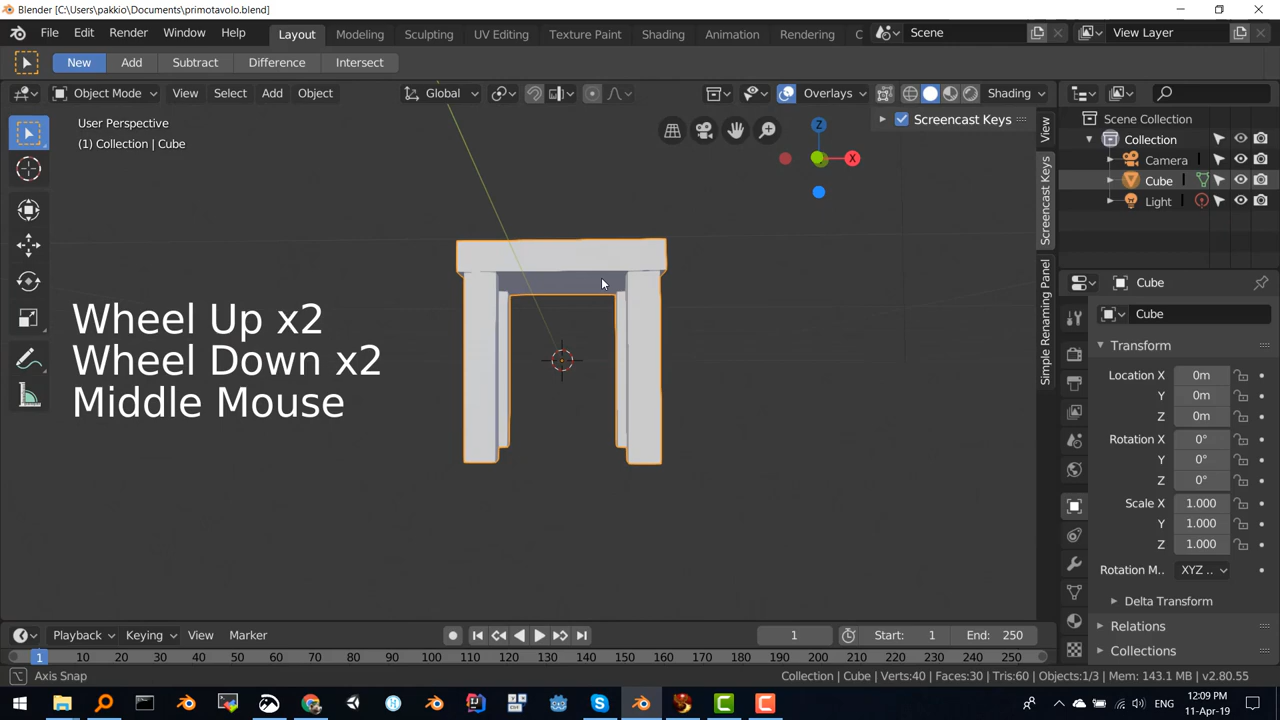 Blender [C:\Users\pakkio\Documents\primotavolo.blend]
File Edit Render Window Help Layout Modeling Sculpting UV Editing Texture Paint Shading Animation Rendering C Scene View Layer
New Add Subtract Difference Intersect
Object Mode View Select Add Object Global Overlays Shading
User Perspective
(1) Collection | Cube
Z
X
Screencast Keys
View
Screencast Keys
Simple Renaming Panel
Scene Collection
Collection
Camera
Cube
Light
Wheel Up x2
Wheel Down x2
Middle Mouse
Cube
Cube
Transform
Location X 0m
Y 0m
Z 0m
Rotation X 0°
Y 0°
Z 0°
Scale X 1.000
Y 1.000
Z 1.000
Rotation M.. XYZ ..
Delta Transform
Relations
Collections
Playback Keying View Marker 1 Start: 1 End: 250
1 10 20 30 40 50 60 70 80 90 100 110 120 130 140 150 160 170 180 190 200 210 220 230 240 250
Axis Snap
Collection | Cube | Verts:40 | Faces:30 | Tris:60 | Objects:1/3 | Mem: 143.1 MB | v2.80.55
ENG
12:09 PM
11-Apr-19